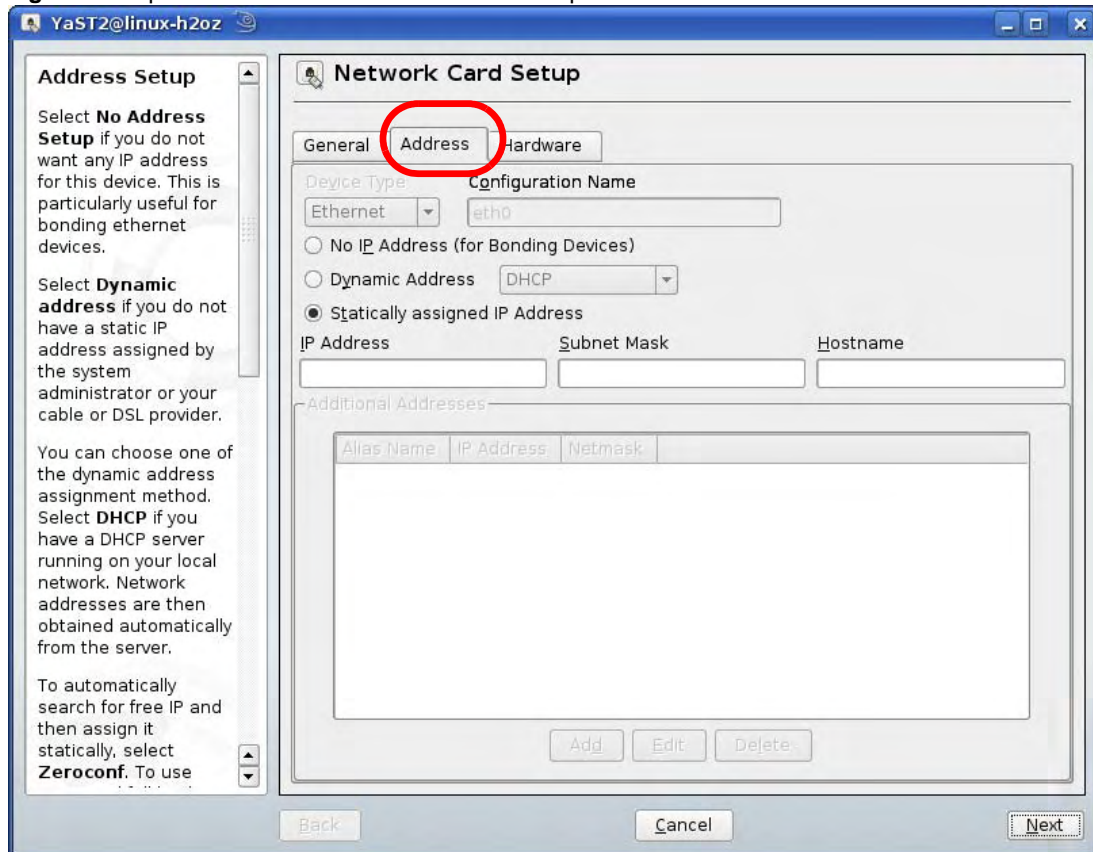 YaST2@linux-h2oz
Address Setup
Select No Address
Setup if you do not
want any IP address
for this device. This is
particularly useful for
bonding ethernet
devices.
Select Dynamic
address if you do not
have a static IP
address assigned by
the system
administrator or your
cable or DSL provider.
You can choose one of
the dynamic address
assignment method.
Select DHCP if you
have a DHCP server
running on your local
network. Network
addresses are then
obtained automatically
from the server.
To automatically
search for free IP and
then assign it
statically, select
Zeroconf. To use
Network Card Setup
General Address Hardware
Device Type Configuration Name
Ethernet eth0
No IP Address (for Bonding Devices)
Dynamic Address DHCP
Statically assigned IP Address
IP Address Subnet Mask Hostname
Additional Addresses
Alias Name IP Address Netmask
Add Edit Delete
Back Cancel Next